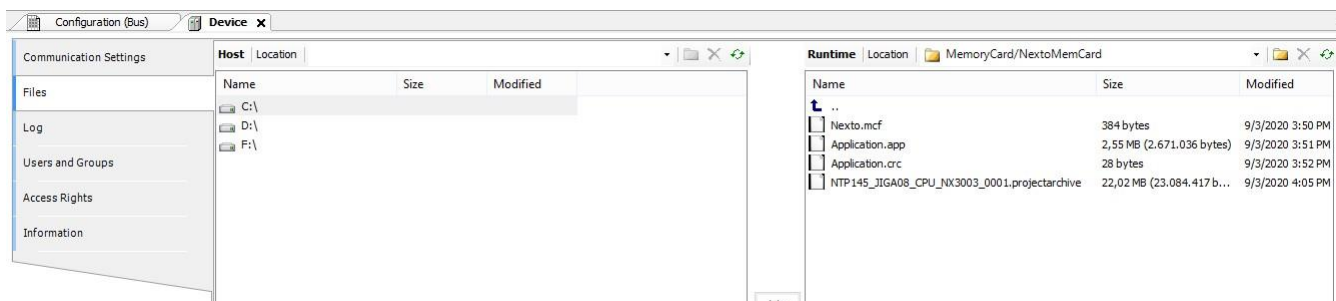 Configuration (Bus) Device
Communication Settings
Files
Log
Users and Groups
Access Rights
Information
Host Location
Name Size Modified
C:\
D:\
F:\
Runtime Location MemoryCard/NextoMemCard
Name Size Modified
..
Nexto.mcf 384 bytes 9/3/2020 3:50 PM
Application.app 2,55 MB (2.671.036 bytes) 9/3/2020 3:51 PM
Application.crc 28 bytes 9/3/2020 3:52 PM
NTP145_JIGA08_CPU_NX3003_0001.projectarchive 22,02 MB (23.084.417 b... 9/3/2020 4:05 PM